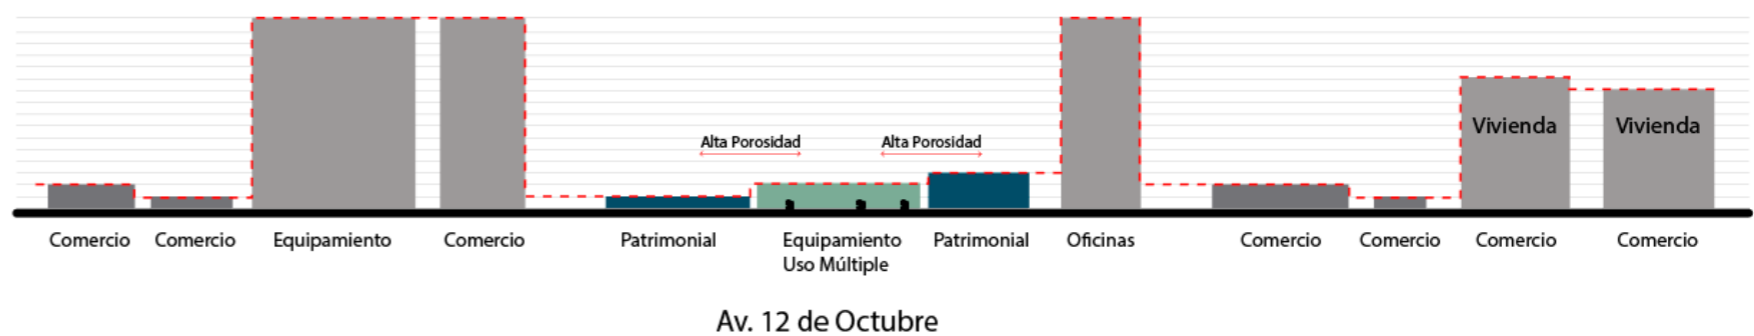 Alta Porosidad
Alta Porosidad
Vivienda
Vivienda
Comercio
Comercio
Equipamiento
Comercio
Patrimonial
Equipamiento
Uso Múltiple
Patrimonial
Oficinas
Comercio
Comercio
Comercio
Comercio
Av. 12 de Octubre